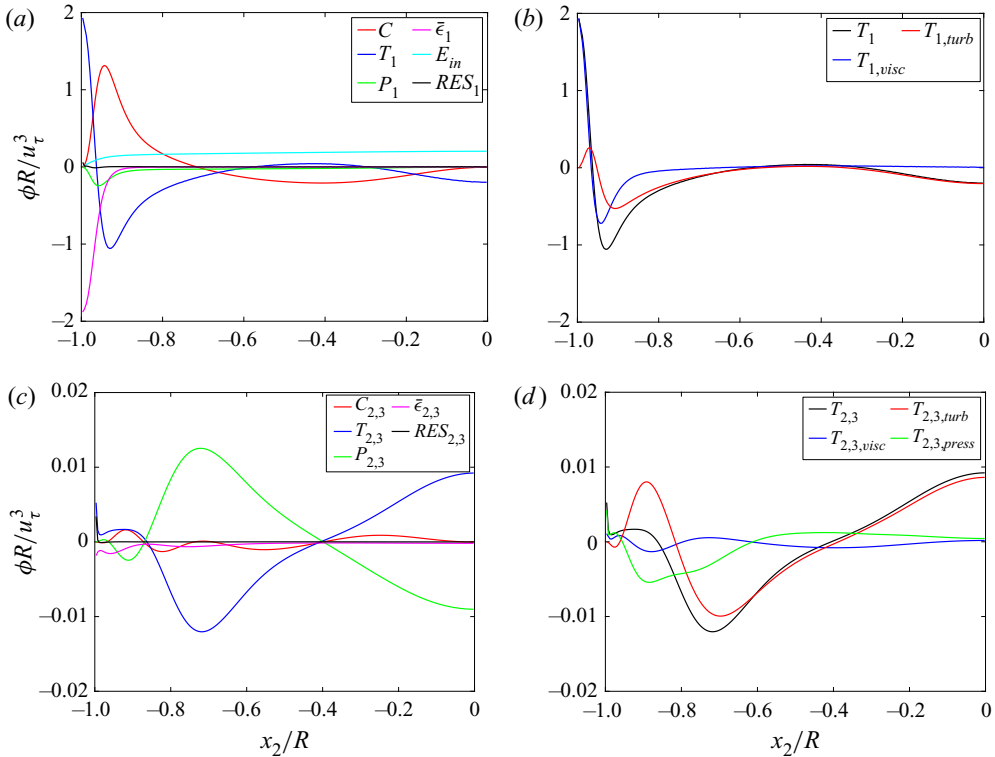 (a)
C
ϵ̄₁
T₁
E_in
P₁
RES₁
2
1
0
−1
−2
ϕR/u_τ³
−1.0 −0.8 −0.6 −0.4 −0.2 0
(b)
T₁
T₁,turb
T₁,visc
2
1
0
−1
−2
−1.0 −0.8 −0.6 −0.4 −0.2 0
(c)
C₂,₃
ϵ̄₂,₃
T₂,₃
RES₂,₃
P₂,₃
0.02
0.01
0
−0.01
−0.02
ϕR/u_τ³
−1.0 −0.8 −0.6 −0.4 −0.2 0
x₂/R
(d)
T₂,₃
T₂,₃,turb
T₂,₃,visc
T₂,₃,press
0.02
0.01
0
−0.01
−0.02
−1.0 −0.8 −0.6 −0.4 −0.2 0
x₂/R